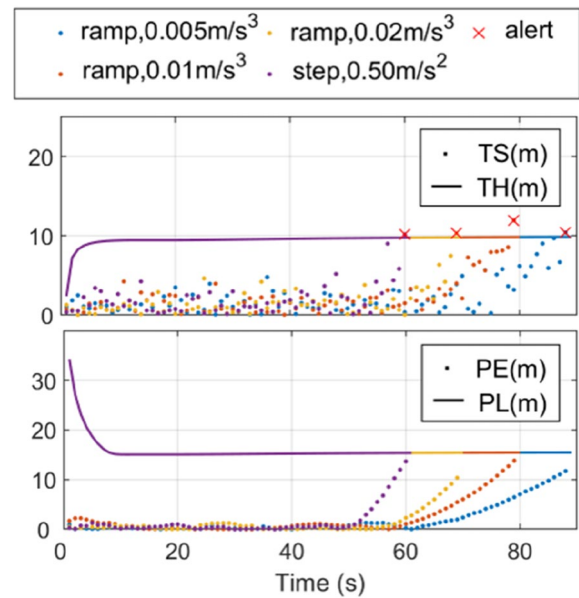 ramp,0.005m/s³ ramp,0.02m/s³ alert
ramp,0.01m/s³ step,0.50m/s²
20
TS(m)
TH(m)
10
0
30
PE(m)
PL(m)
20
10
0
0 20 40 60 80
Time (s)